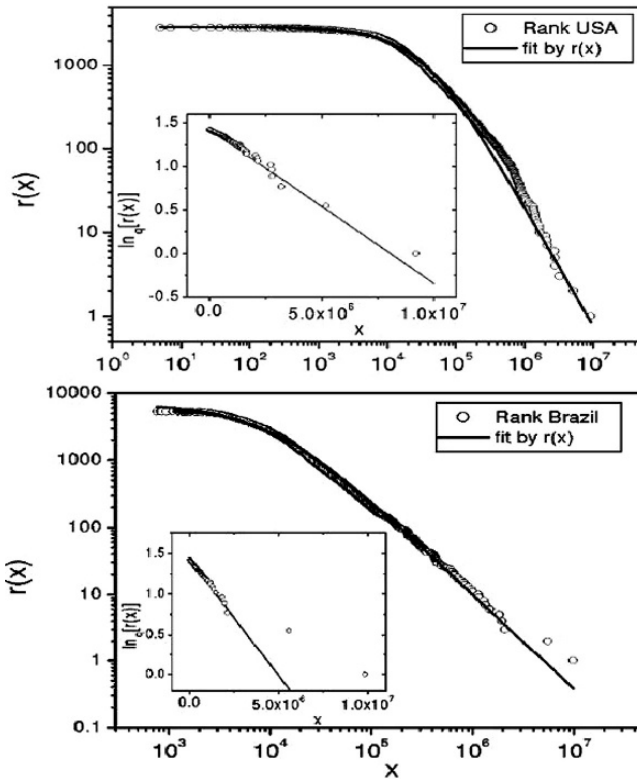 Rank USA
fit by r(x)
1000
100
10
1
r(x)
1.5
1.0
0.5
0.0
-0.5
ln_q[r(x)]
0.0 5.0x10^6 1.0x10^7
x
10^0 10^1 10^2 10^3 10^4 10^5 10^6 10^7
Rank Brazil
fit by r(x)
10000
1000
100
10
1
0.1
r(x)
1.5
1.0
0.5
0.0
[r(x)]
0.0 5.0x10^6 1.0x10^7
x
10^3 10^4 10^5 10^6 10^7
x